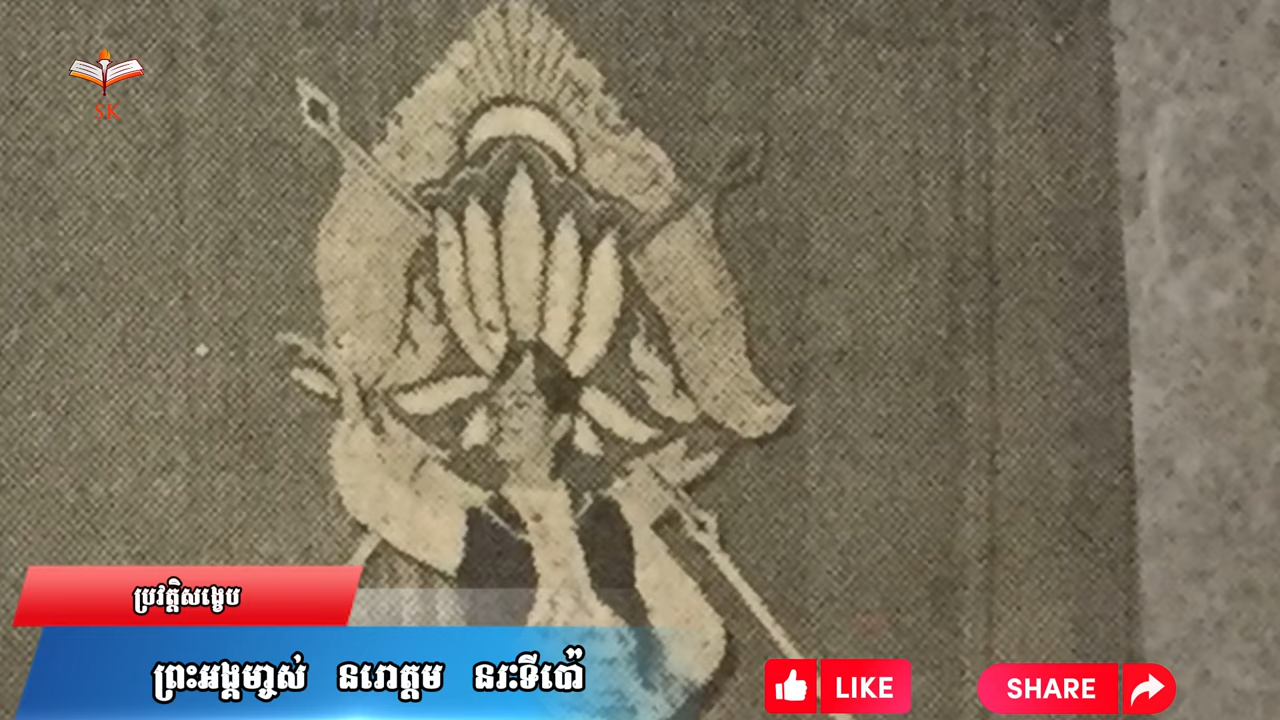 SK
ប្រវត្តិសង្ខេប
ព្រះអង្គម្ចាស់ នរោត្តម នរះទីប៉ោ
LIKE
SHARE